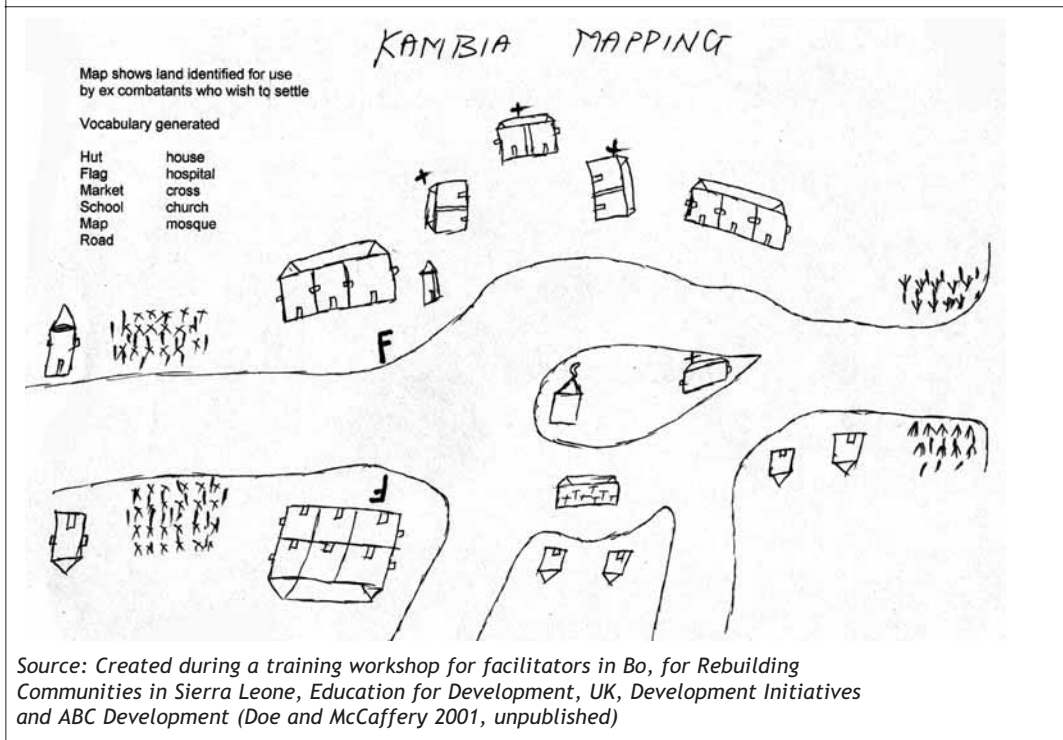 KAMBIA MAPPING
Map shows land identified for use
by ex combatants who wish to settle
Vocabulary generated
Hut house
Flag hospital
Market cross
School church
Map mosque
Road
F
F
Source: Created during a training workshop for facilitators in Bo, for Rebuilding
Communities in Sierra Leone, Education for Development, UK, Development Initiatives
and ABC Development (Doe and McCaffery 2001, unpublished)